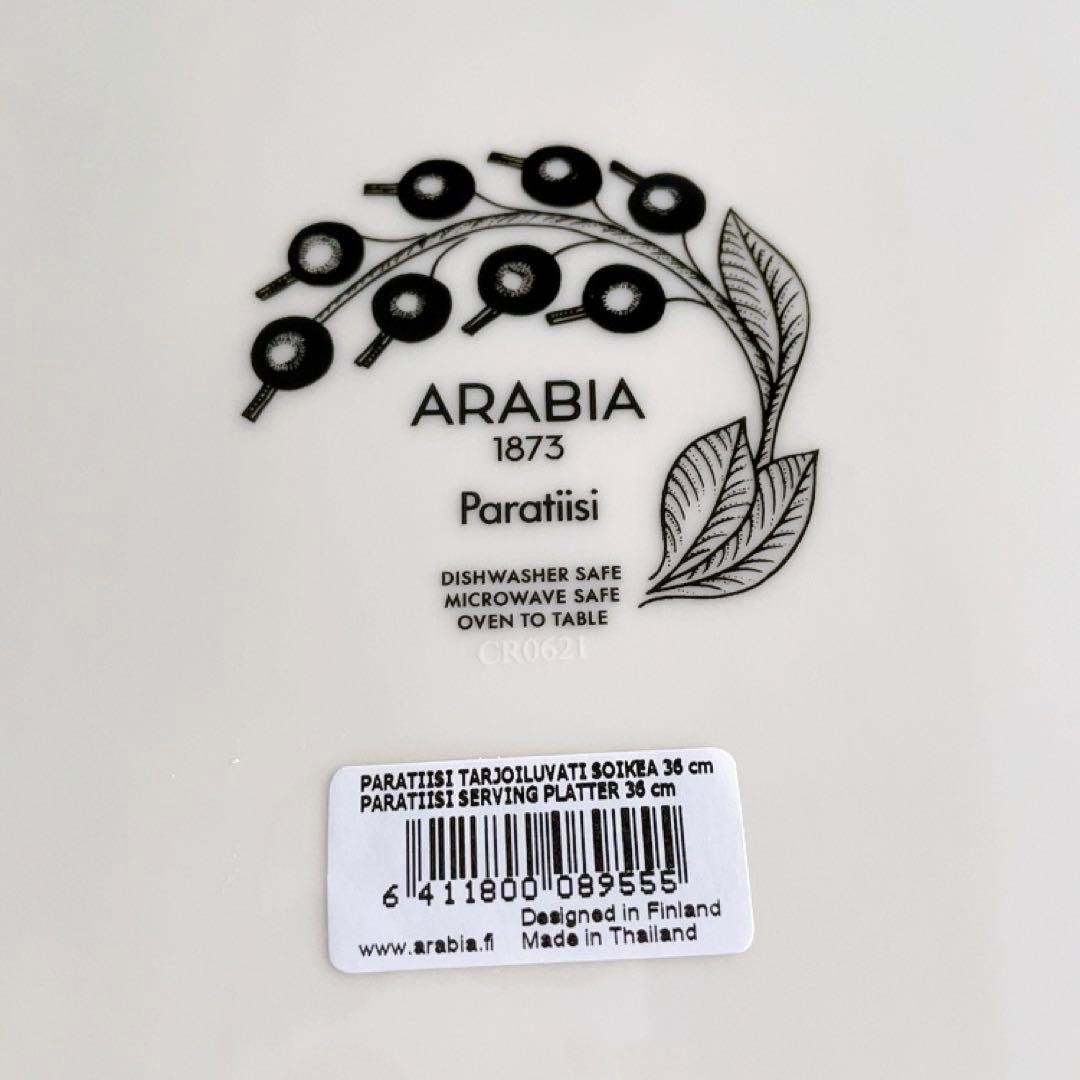 ARABIA
1873
Paratiisi
DISHWASHER SAFE
MICROWAVE SAFE
OVEN TO TABLE
CR0621
PARATIISI TARJOILUVATI SOIKEA 36 cm
PARATIISI SERVING PLATTER 36 cm
6 411800 089555
Designed in Finland
www.arabia.fi Made in Thailand